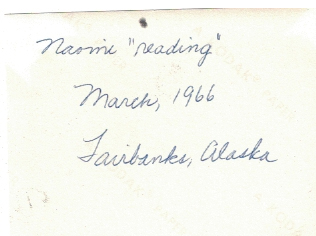 Naomi "reading"
March, 1966
Fairbanks, Alaska